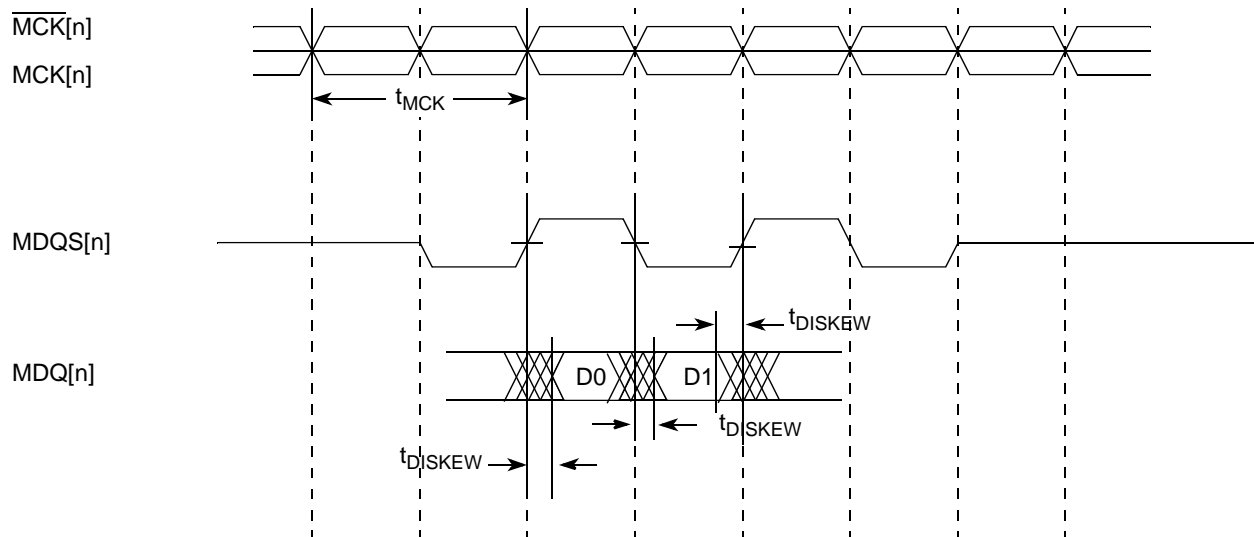 MCK[n]
MCK[n]
tMCK
MDQS[n]
tDISKEW
MDQ[n]
D0 D1
tDISKEW
tDISKEW